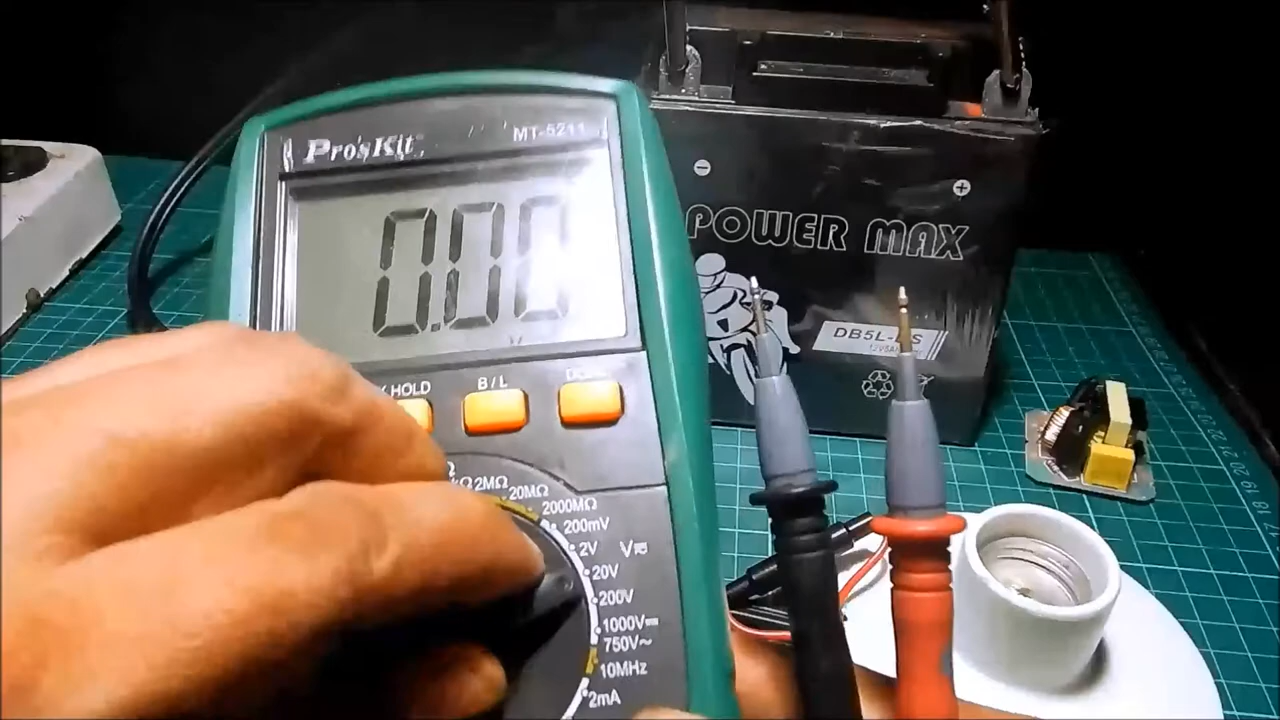 Pro'sKit
MT-5211
0.00
V
HOLD
B/L
Ω
2MΩ
20MΩ
2000MΩ
200mV
2V
V
20V
200V
1000V
750V~
10MHz
2mA
POWER MAX
DB5L-